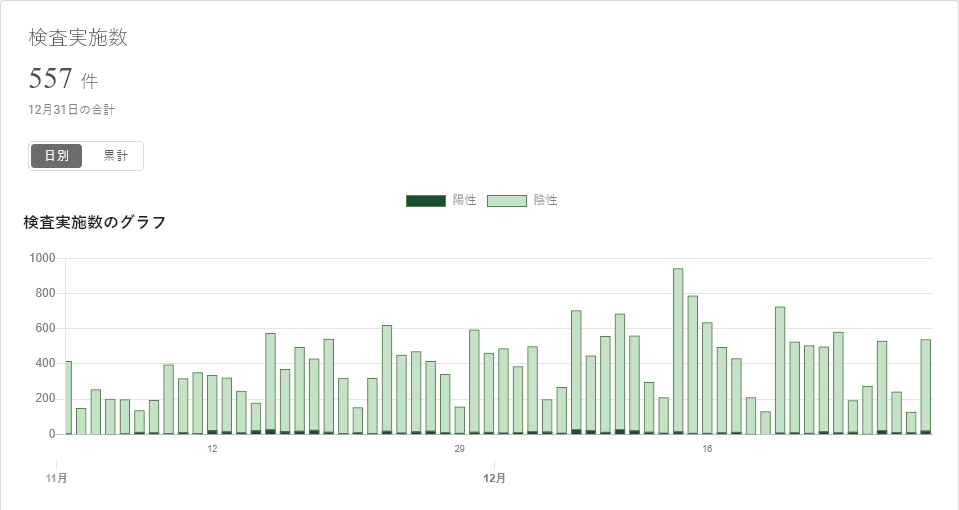 検査実施数
557 件
12月31日の合計
日別 累計
陽性 陰性
検査実施数のグラフ
1000
800
600
400
200
0
12 29 16
11月 12月